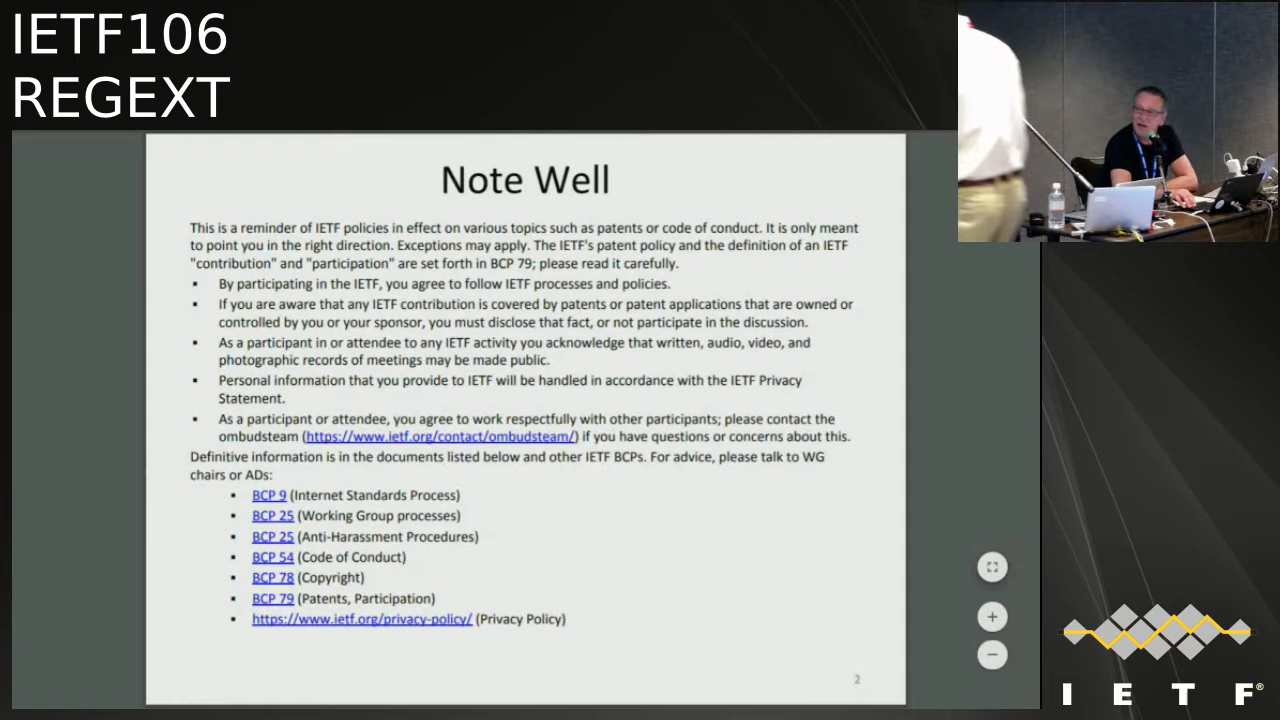 IETF106
REGEXT
Note Well
This is a reminder of IETF policies in effect on various topics such as patents or code of conduct. It is only meant
to point you in the right direction. Exceptions may apply. The IETF's patent policy and the definition of an IETF
"contribution" and "participation" are set forth in BCP 79; please read it carefully.
▪ By participating in the IETF, you agree to follow IETF processes and policies.
▪ If you are aware that any IETF contribution is covered by patents or patent applications that are owned or
controlled by you or your sponsor, you must disclose that fact, or not participate in the discussion.
▪ As a participant in or attendee to any IETF activity you acknowledge that written, audio, video, and
photographic records of meetings may be made public.
▪ Personal information that you provide to IETF will be handled in accordance with the IETF Privacy
Statement.
▪ As a participant or attendee, you agree to work respectfully with other participants; please contact the
ombudsteam (https://www.ietf.org/contact/ombudsteam/) if you have questions or concerns about this.
Definitive information is in the documents listed below and other IETF BCPs. For advice, please talk to WG
chairs or ADs:
▪ BCP 9 (Internet Standards Process)
▪ BCP 25 (Working Group processes)
▪ BCP 25 (Anti-Harassment Procedures)
▪ BCP 54 (Code of Conduct)
▪ BCP 78 (Copyright)
▪ BCP 79 (Patents, Participation)
▪ https://www.ietf.org/privacy-policy/ (Privacy Policy)
2
I E T F®